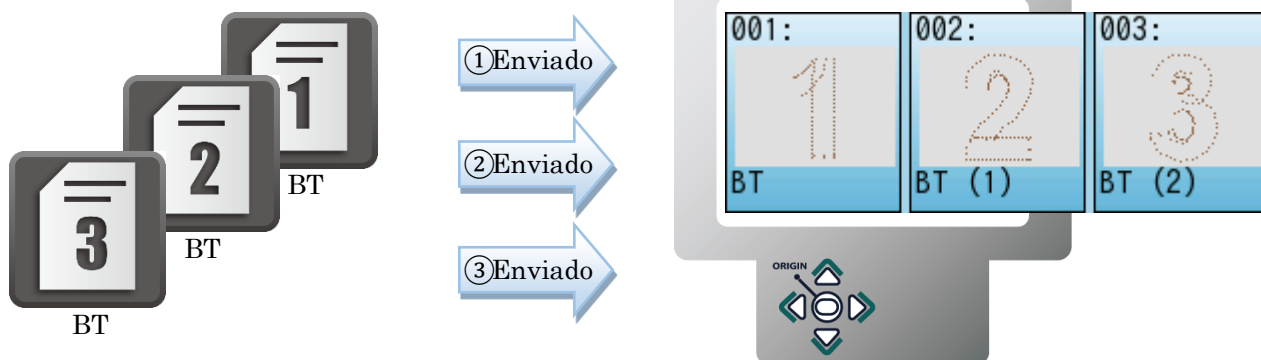 1
BT
2
BT
3
BT
①Enviado
②Enviado
③Enviado
001:
1
BT
002:
2
BT (1)
003:
3
BT (2)
ORIGIN